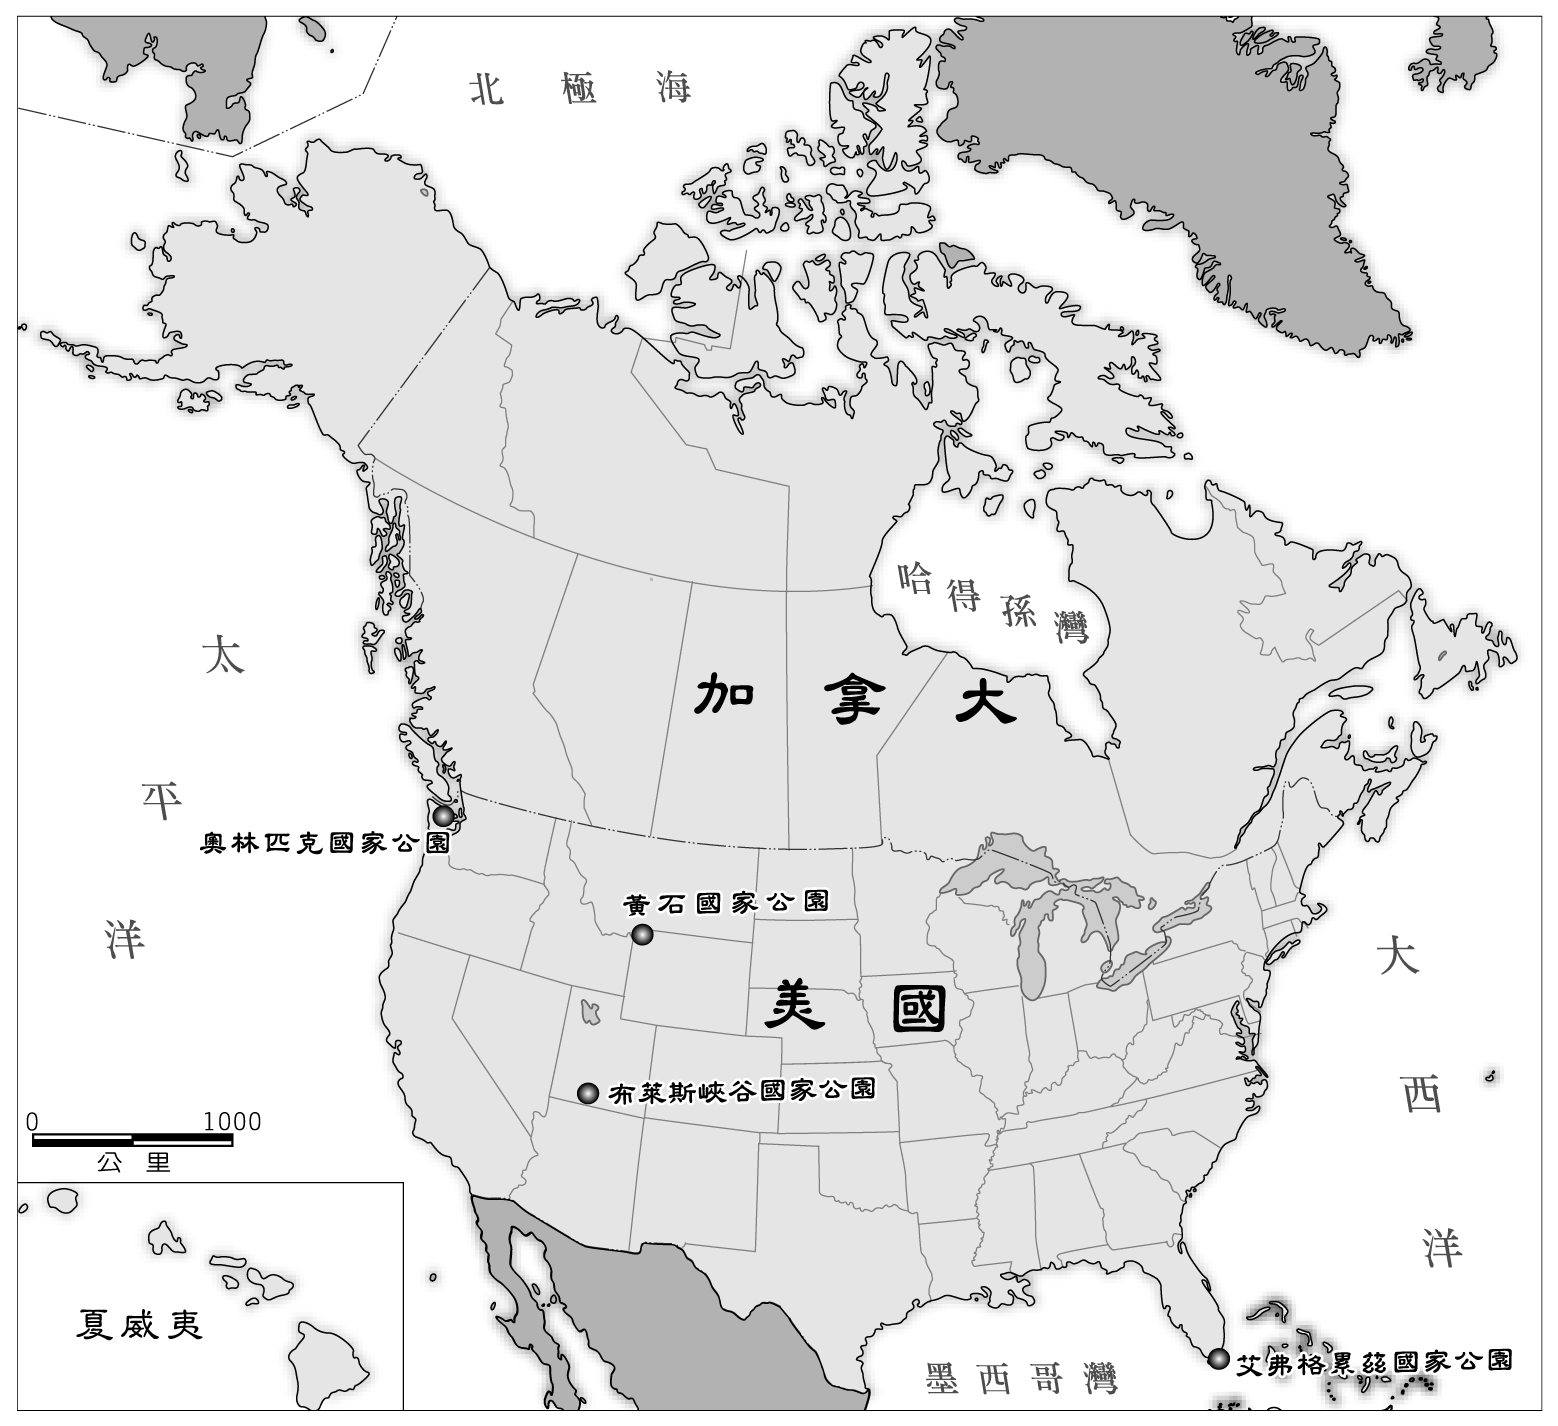 北極海
哈得孫灣
太平洋
加拿大
奧林匹克國家公園
黃石國家公園
美國
大西洋
布萊斯峽谷國家公園
0 1000
公里
夏威夷
墨西哥灣
艾弗格累茲國家公園